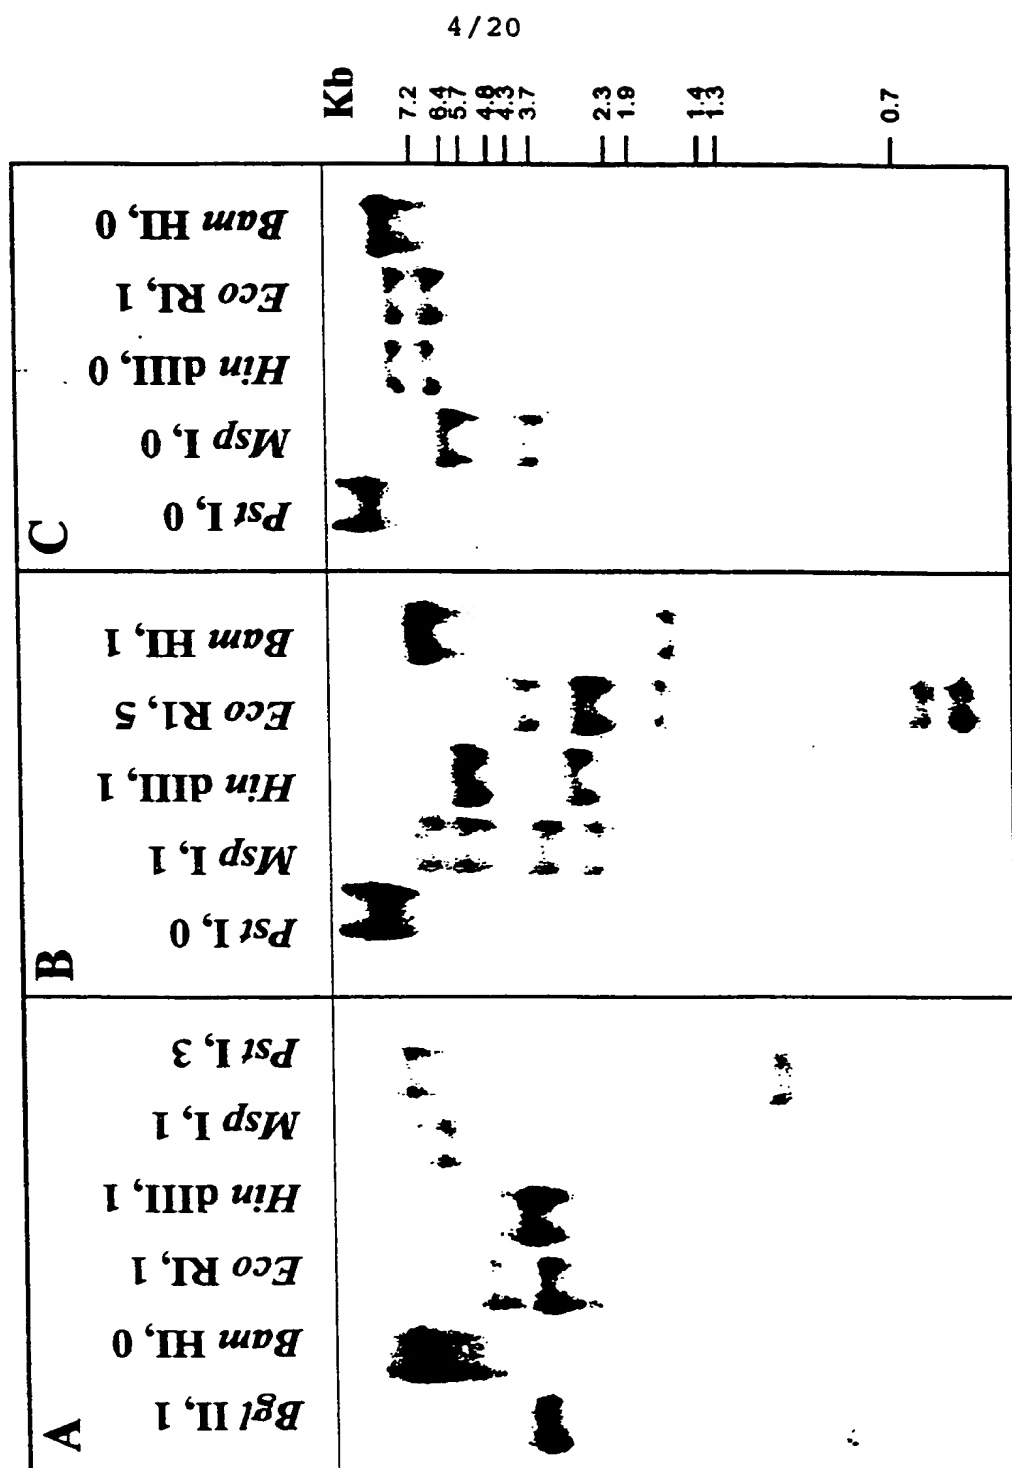 4/20
Kb
7.2
6.4
5.7
4.8
4.3
3.7
2.3
1.9
1.4
1.3
0.7
C
Bam HI, 0
Eco RI, 1
Hin dIII, 0
Msp I, 0
Pst I, 0
B
Bam HI, 1
Eco R1, 5
Hin dIII, 1
Msp I, 1
Pst I, 0
A
Pst I, 3
Msp I, 1
Hin dIII, 1
Eco RI, 1
Bam HI, 0
Bgl II, 1